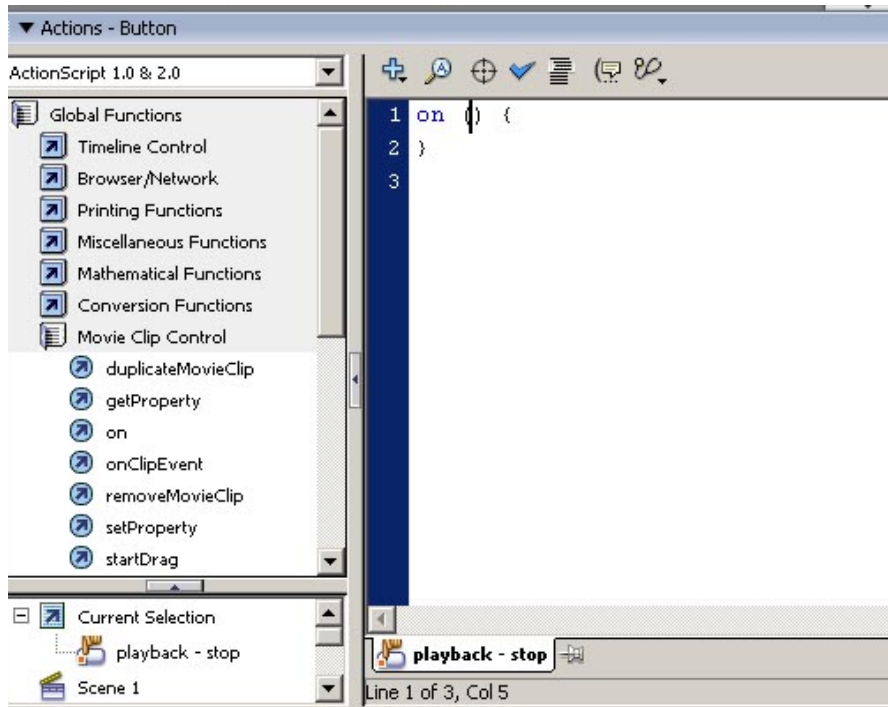 Actions - Button
ActionScript 1.0 & 2.0
Global Functions
Timeline Control
Browser/Network
Printing Functions
Miscellaneous Functions
Mathematical Functions
Conversion Functions
Movie Clip Control
duplicateMovieClip
getProperty
on
onClipEvent
removeMovieClip
setProperty
startDrag
Current Selection
playback - stop
Scene 1
1 on () {
2 }
3
playback - stop
Line 1 of 3, Col 5